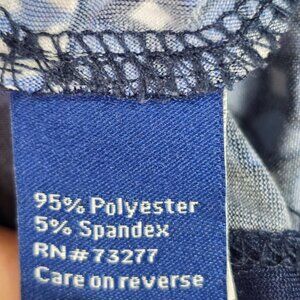 95% Polyester
5% Spandex
RN# 73277
Care on reverse